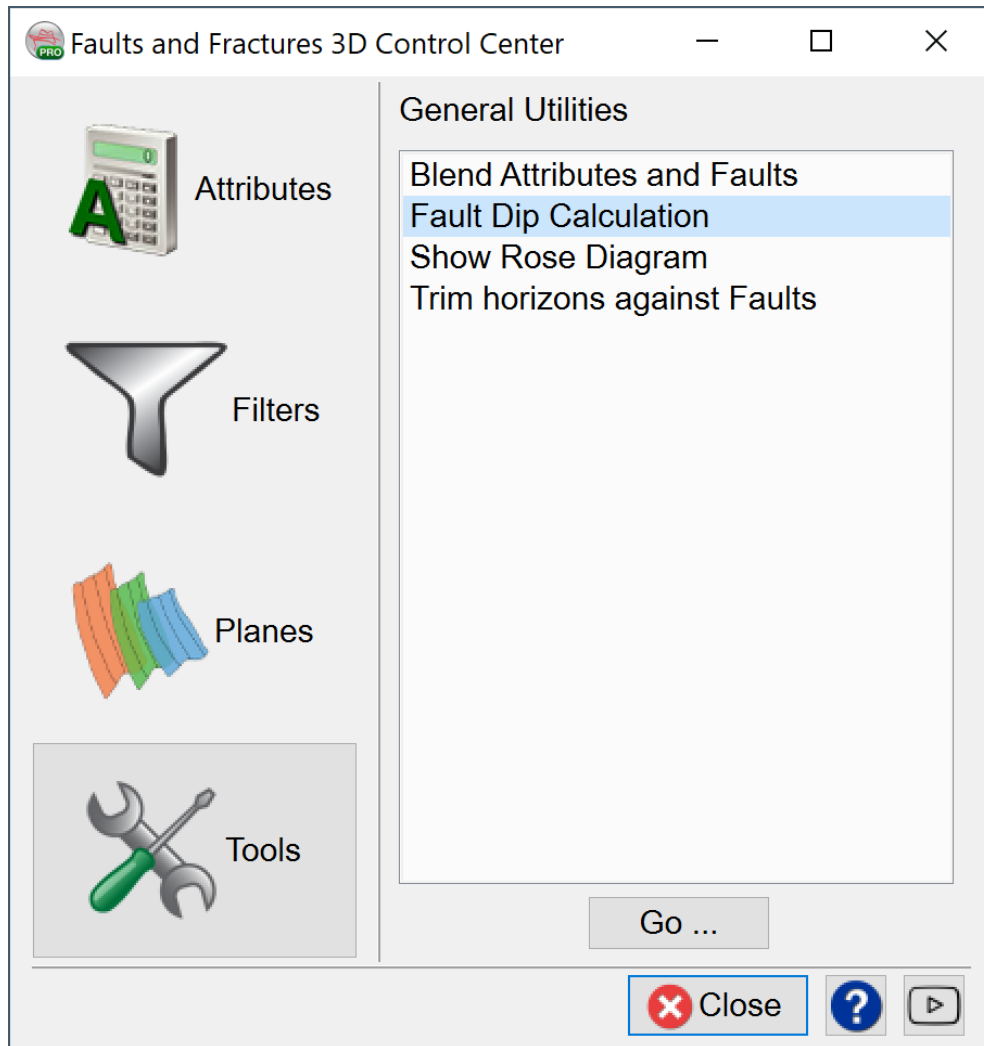 PRO
Faults and Fractures 3D Control Center
Attributes
A
Filters
Planes
Tools
General Utilities
Blend Attributes and Faults
Fault Dip Calculation
Show Rose Diagram
Trim horizons against Faults
Go ...
Close
?